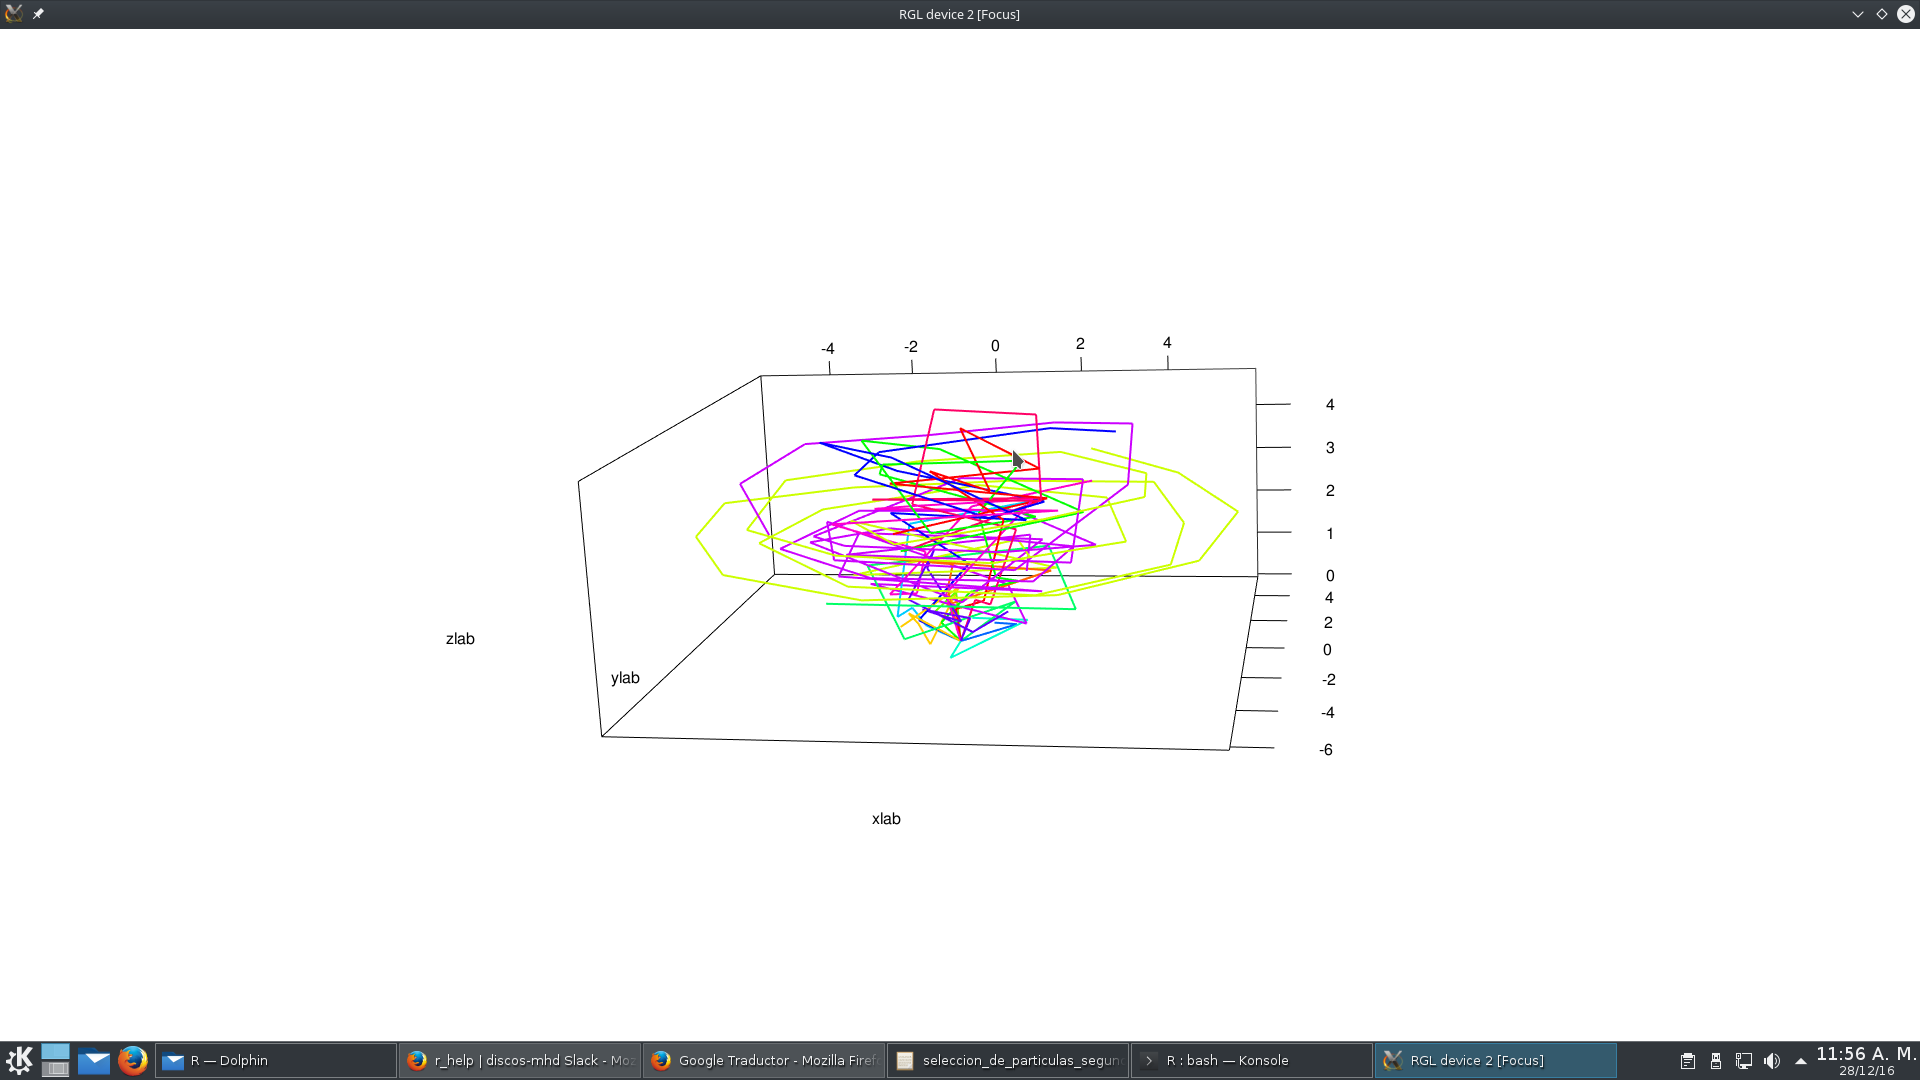 RGL device 2 [Focus]
-4 -2 0 2 4
4
3
2
1
0
4
2
0
-2
-4
-6
zlab
ylab
xlab
R — Dolphin
r_help | discos-mhd Slack - Moz
Google Traductor - Mozilla Firef
seleccion_de_particulas_segun
R : bash — Konsole
RGL device 2 [Focus]
11:56 A. M.
28/12/16